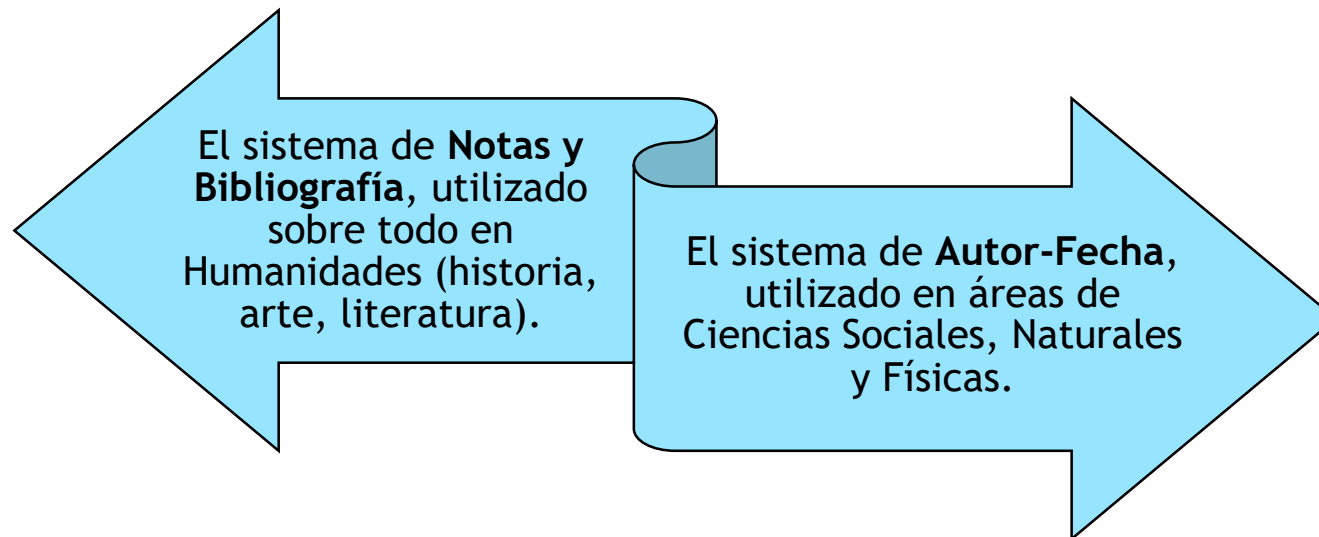 El sistema de Notas y
Bibliografía, utilizado
sobre todo en
Humanidades (historia,
arte, literatura).
El sistema de Autor-Fecha,
utilizado en áreas de
Ciencias Sociales, Naturales
y Físicas.